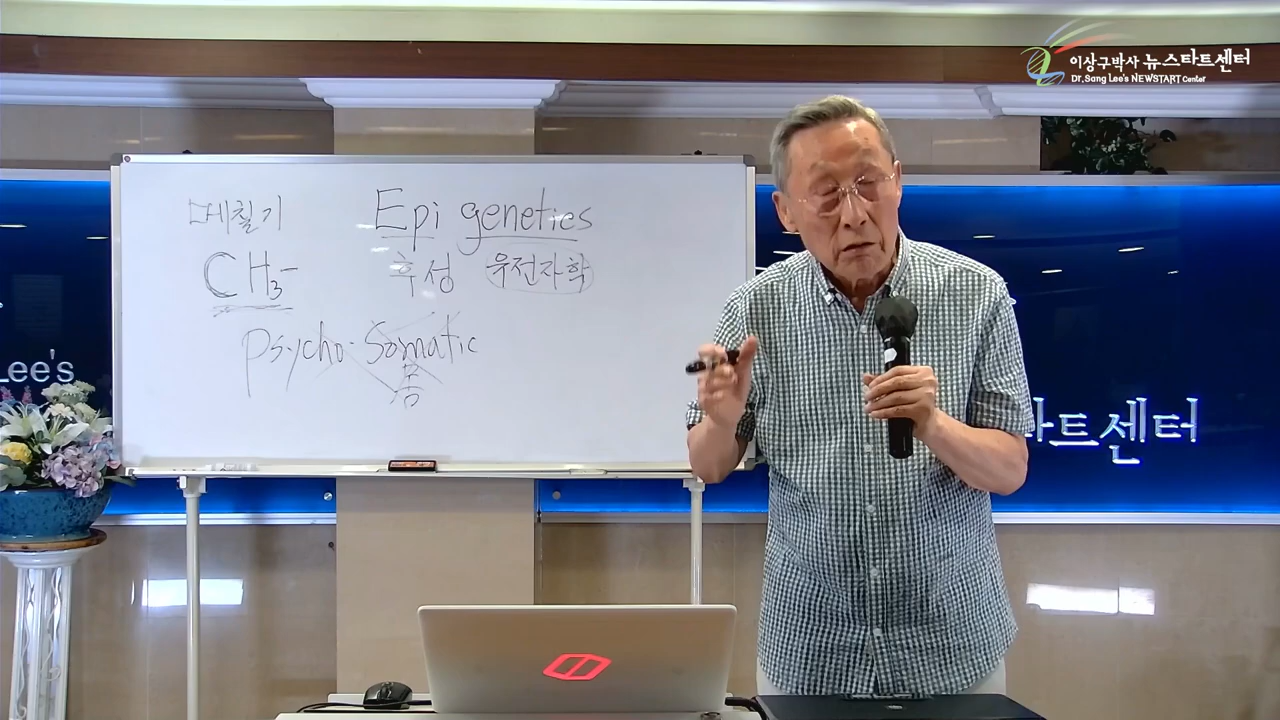 이상구박사 뉴스타트센터
Dr. Sang Lee's NEWSTART Center
메칠기 Epi genetics
CH3- 후성 유전자학
Psycho-Somatic
몸
Lee's
타트센터